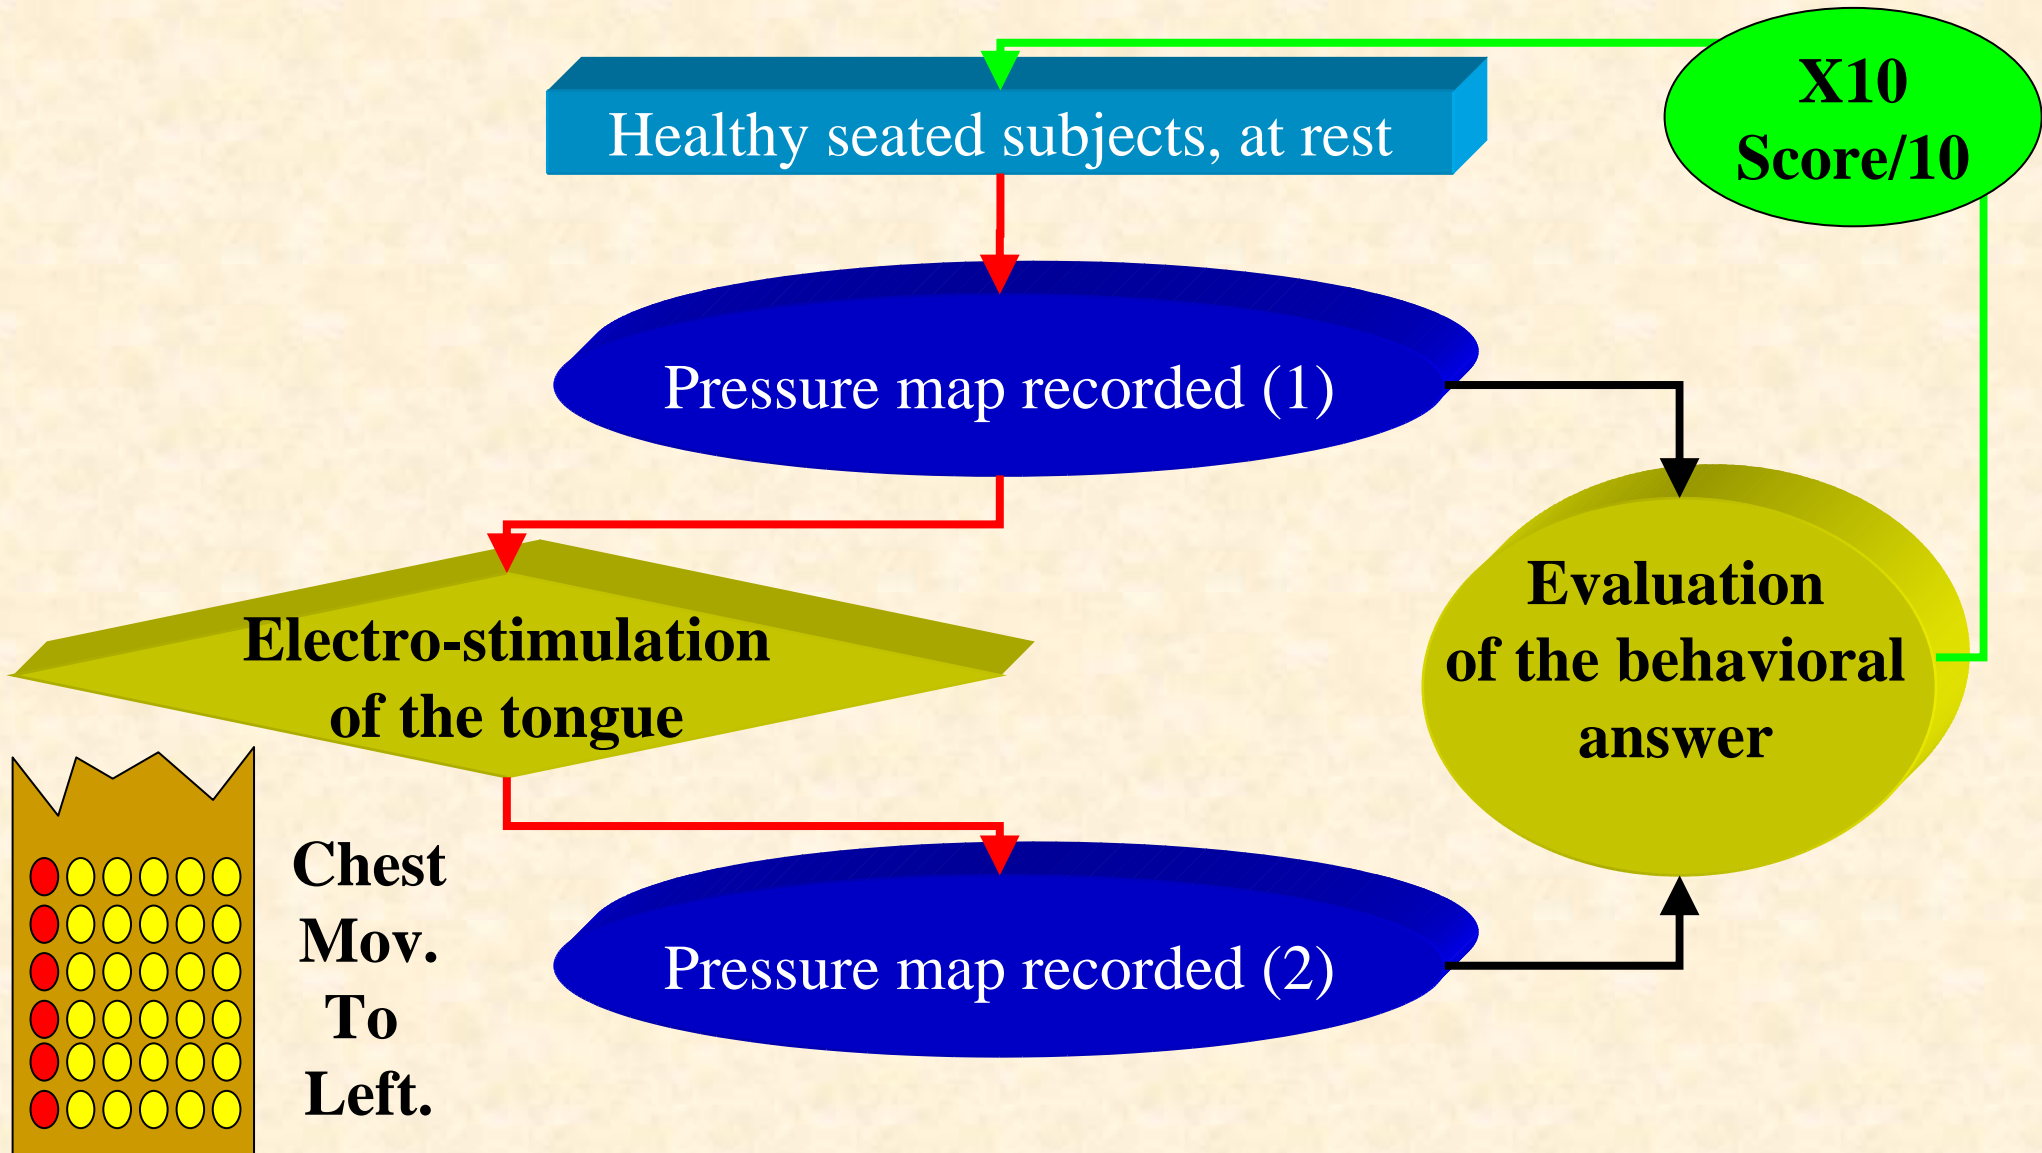 Healthy seated subjects, at rest
X10
Score/10
Pressure map recorded (1)
Electro-stimulation
of the tongue
Evaluation
of the behavioral
answer
Chest
Mov.
To
Left.
Pressure map recorded (2)